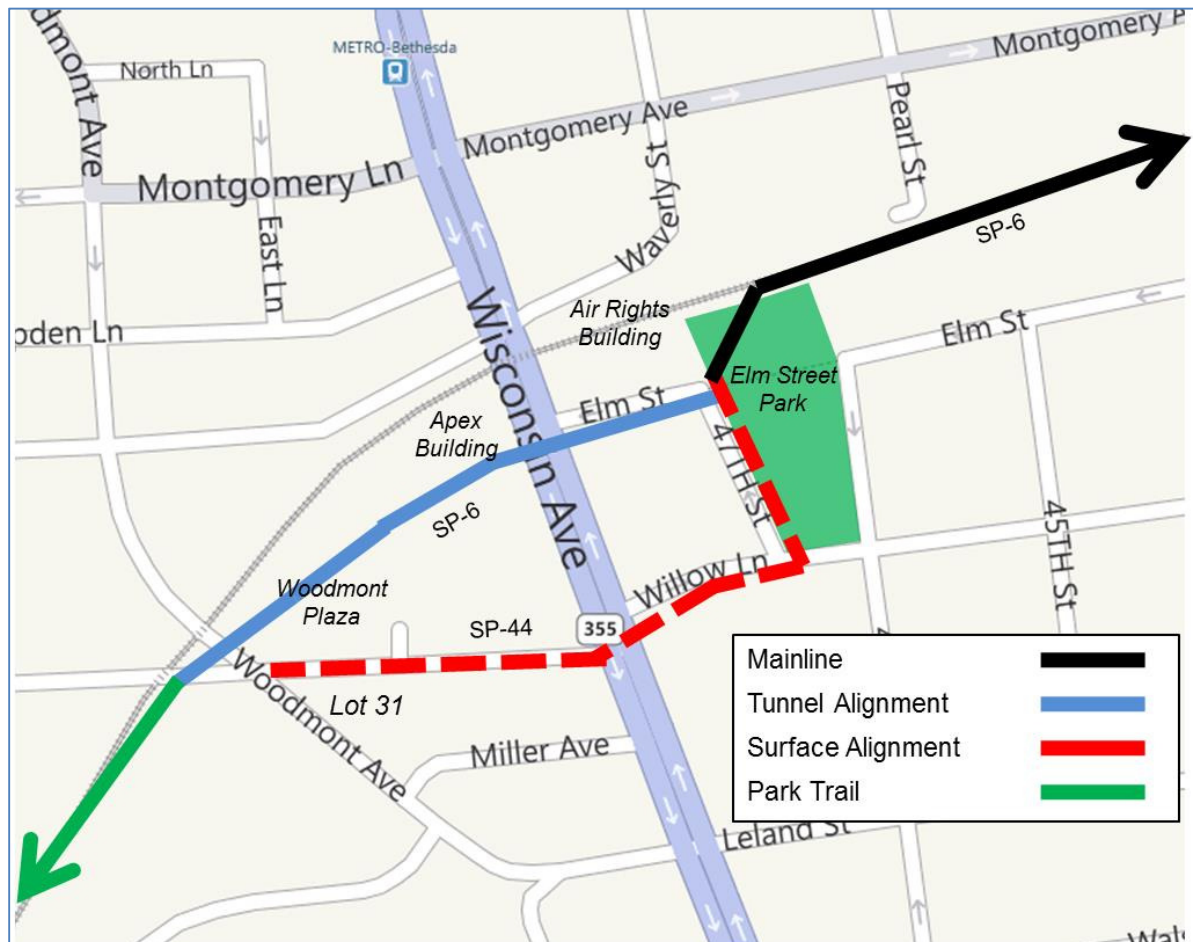 dmont Ave
North Ln
METRO-Bethesda
Montgomery Ave
Montgomery Ave
Montgomery Ln
Pearl St
East Ln
Waverly St
SP-6
Wisconsin Ave
Air Rights
Building
oden Ln
Elm St
Elm St
Elm Street
Park
Apex
Building
47TH St
SP-6
45TH St
Woodmont
Plaza
Willow Ln
SP-44
355
Lot 31
Woodmont Ave
Miller Ave
Leland St
Mainline
Tunnel Alignment
Surface Alignment
Park Trail